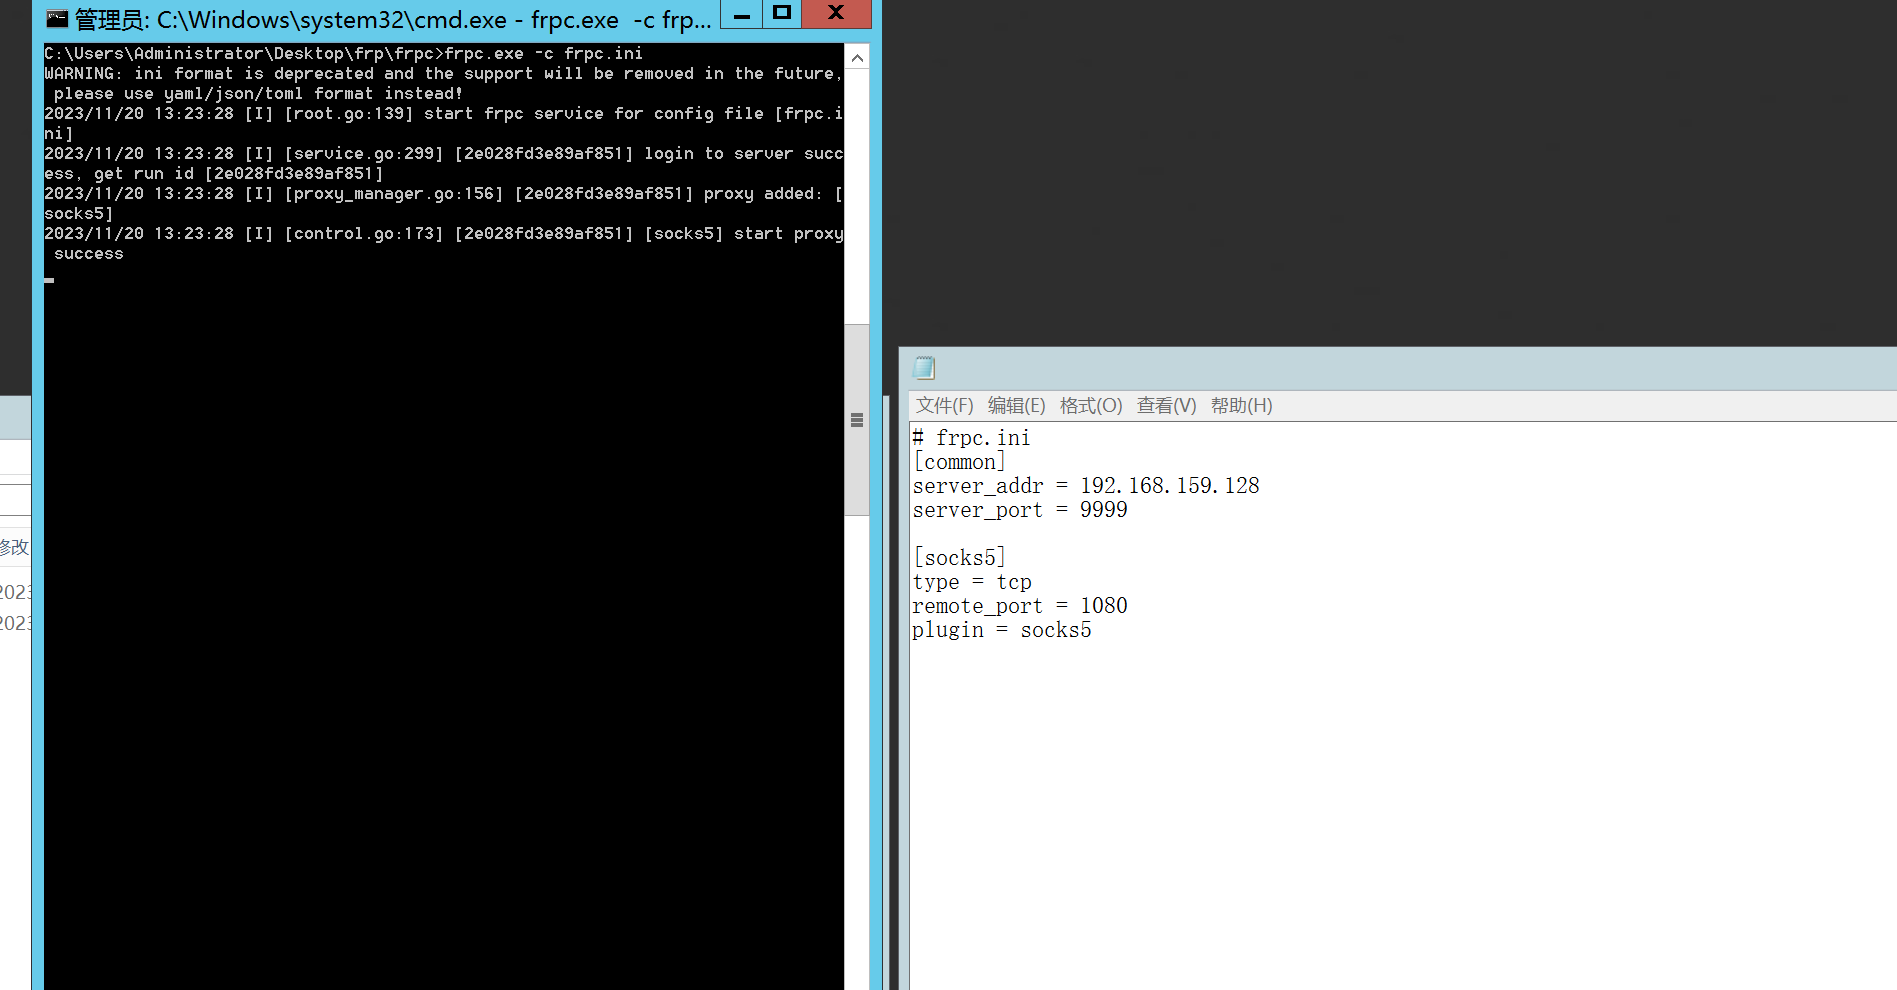 管理员: C:\Windows\system32\cmd.exe - frpc.exe  -c frp...
C:\Users\Administrator\Desktop\frp\frpc>frpc.exe -c frpc.ini
WARNING: ini format is deprecated and the support will be removed in the future,
 please use yaml/json/toml format instead!
2023/11/20 13:23:28 [I] [root.go:139] start frpc service for config file [frpc.i
ni]
2023/11/20 13:23:28 [I] [service.go:299] [2e028fd3e89af851] login to server succ
ess, get run id [2e028fd3e89af851]
2023/11/20 13:23:28 [I] [proxy_manager.go:156] [2e028fd3e89af851] proxy added: [
socks5]
2023/11/20 13:23:28 [I] [control.go:173] [2e028fd3e89af851] [socks5] start proxy
 success
修改
2023
2023
文件(F) 编辑(E) 格式(O) 查看(V) 帮助(H)
# frpc.ini
[common]
server_addr = 192.168.159.128
server_port = 9999
[socks5]
type = tcp
remote_port = 1080
plugin = socks5